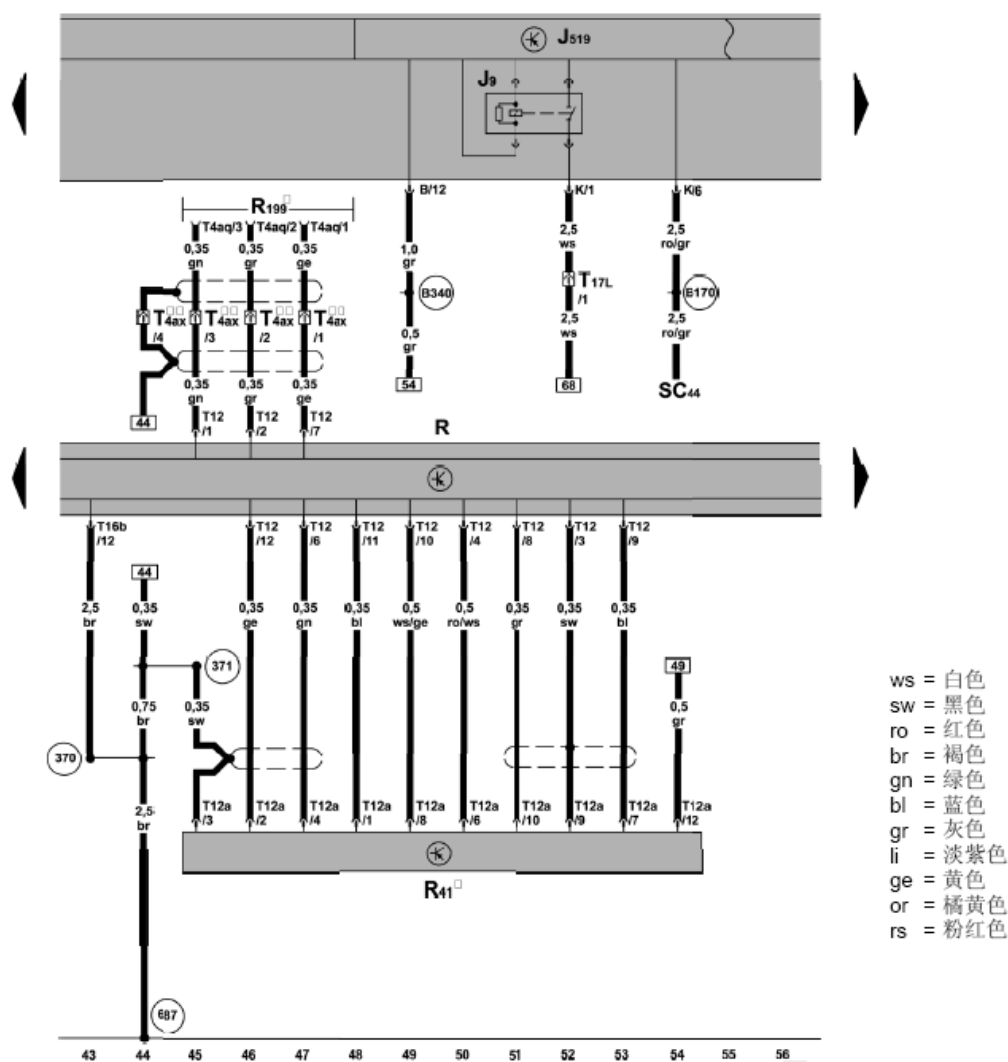 J519
J9
B/12 K/1 K/6
R199
T4aq/3 T4aq/2 T4aq/1
0,35 0,35 0,35 1,0 2,5 2,5
gn gr ge gr ws ro/gr
T17L
/1
B340
E170
T4ax T4ax T4ax T4ax
/4 /3 /2 /1
0,5 2,5 2,5
gr ws ro/gr
0,35 0,35 0,35
gn gr ge
54 68 SC44
44
T12 T12 T12
/1 /2 /7
R
T16b T12 T12 T12 T12 T12 T12 T12 T12
/12 /12 /6 /11 /10 /4 /8 /3 /9
44
2,5 0,35 0,35 0,35 0,35 0,5 0,5 0,35 0,35 0,35
br sw ge gn bl ws/ge ro/ws gr sw bl
371
49
0,75 0,35 0,5
br sw gr
370
2,5
br
T12a T12a T12a T12a T12a T12a T12a T12a T12a T12a
/3 /2 /4 /1 /8 /6 /10 /9 /7 /12
R41
687
43 44 45 46 47 48 49 50 51 52 53 54 55 56
ws = 白色
sw = 黑色
ro = 红色
br = 褐色
gn = 绿色
bl = 蓝色
gr = 灰色
li = 淡紫色
ge = 黄色
or = 橘黄色
rs = 粉红色